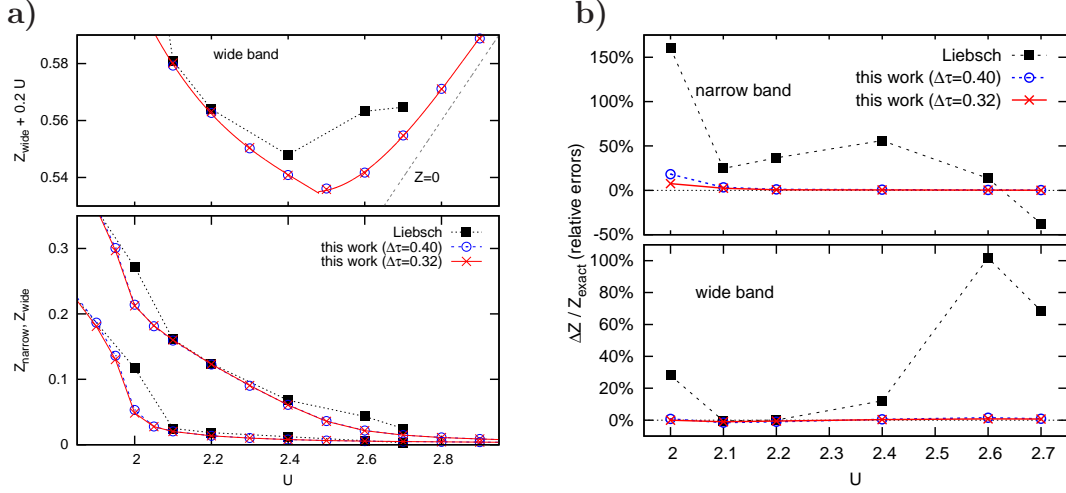 a)
b)
wide band
0.58
0.56
0.54
Z_wide + 0.2 U
Z=0
Liebsch
this work (Δτ=0.40)
this work (Δτ=0.32)
0.3
0.2
0.1
0
Z_narrow, Z_wide
2 2.2 2.4 2.6 2.8
U
Liebsch
this work (Δτ=0.40)
this work (Δτ=0.32)
narrow band
150%
100%
50%
0%
-50%
ΔZ / Z_exact (relative errors)
wide band
100%
80%
60%
40%
20%
0%
2 2.1 2.2 2.3 2.4 2.5 2.6 2.7
U